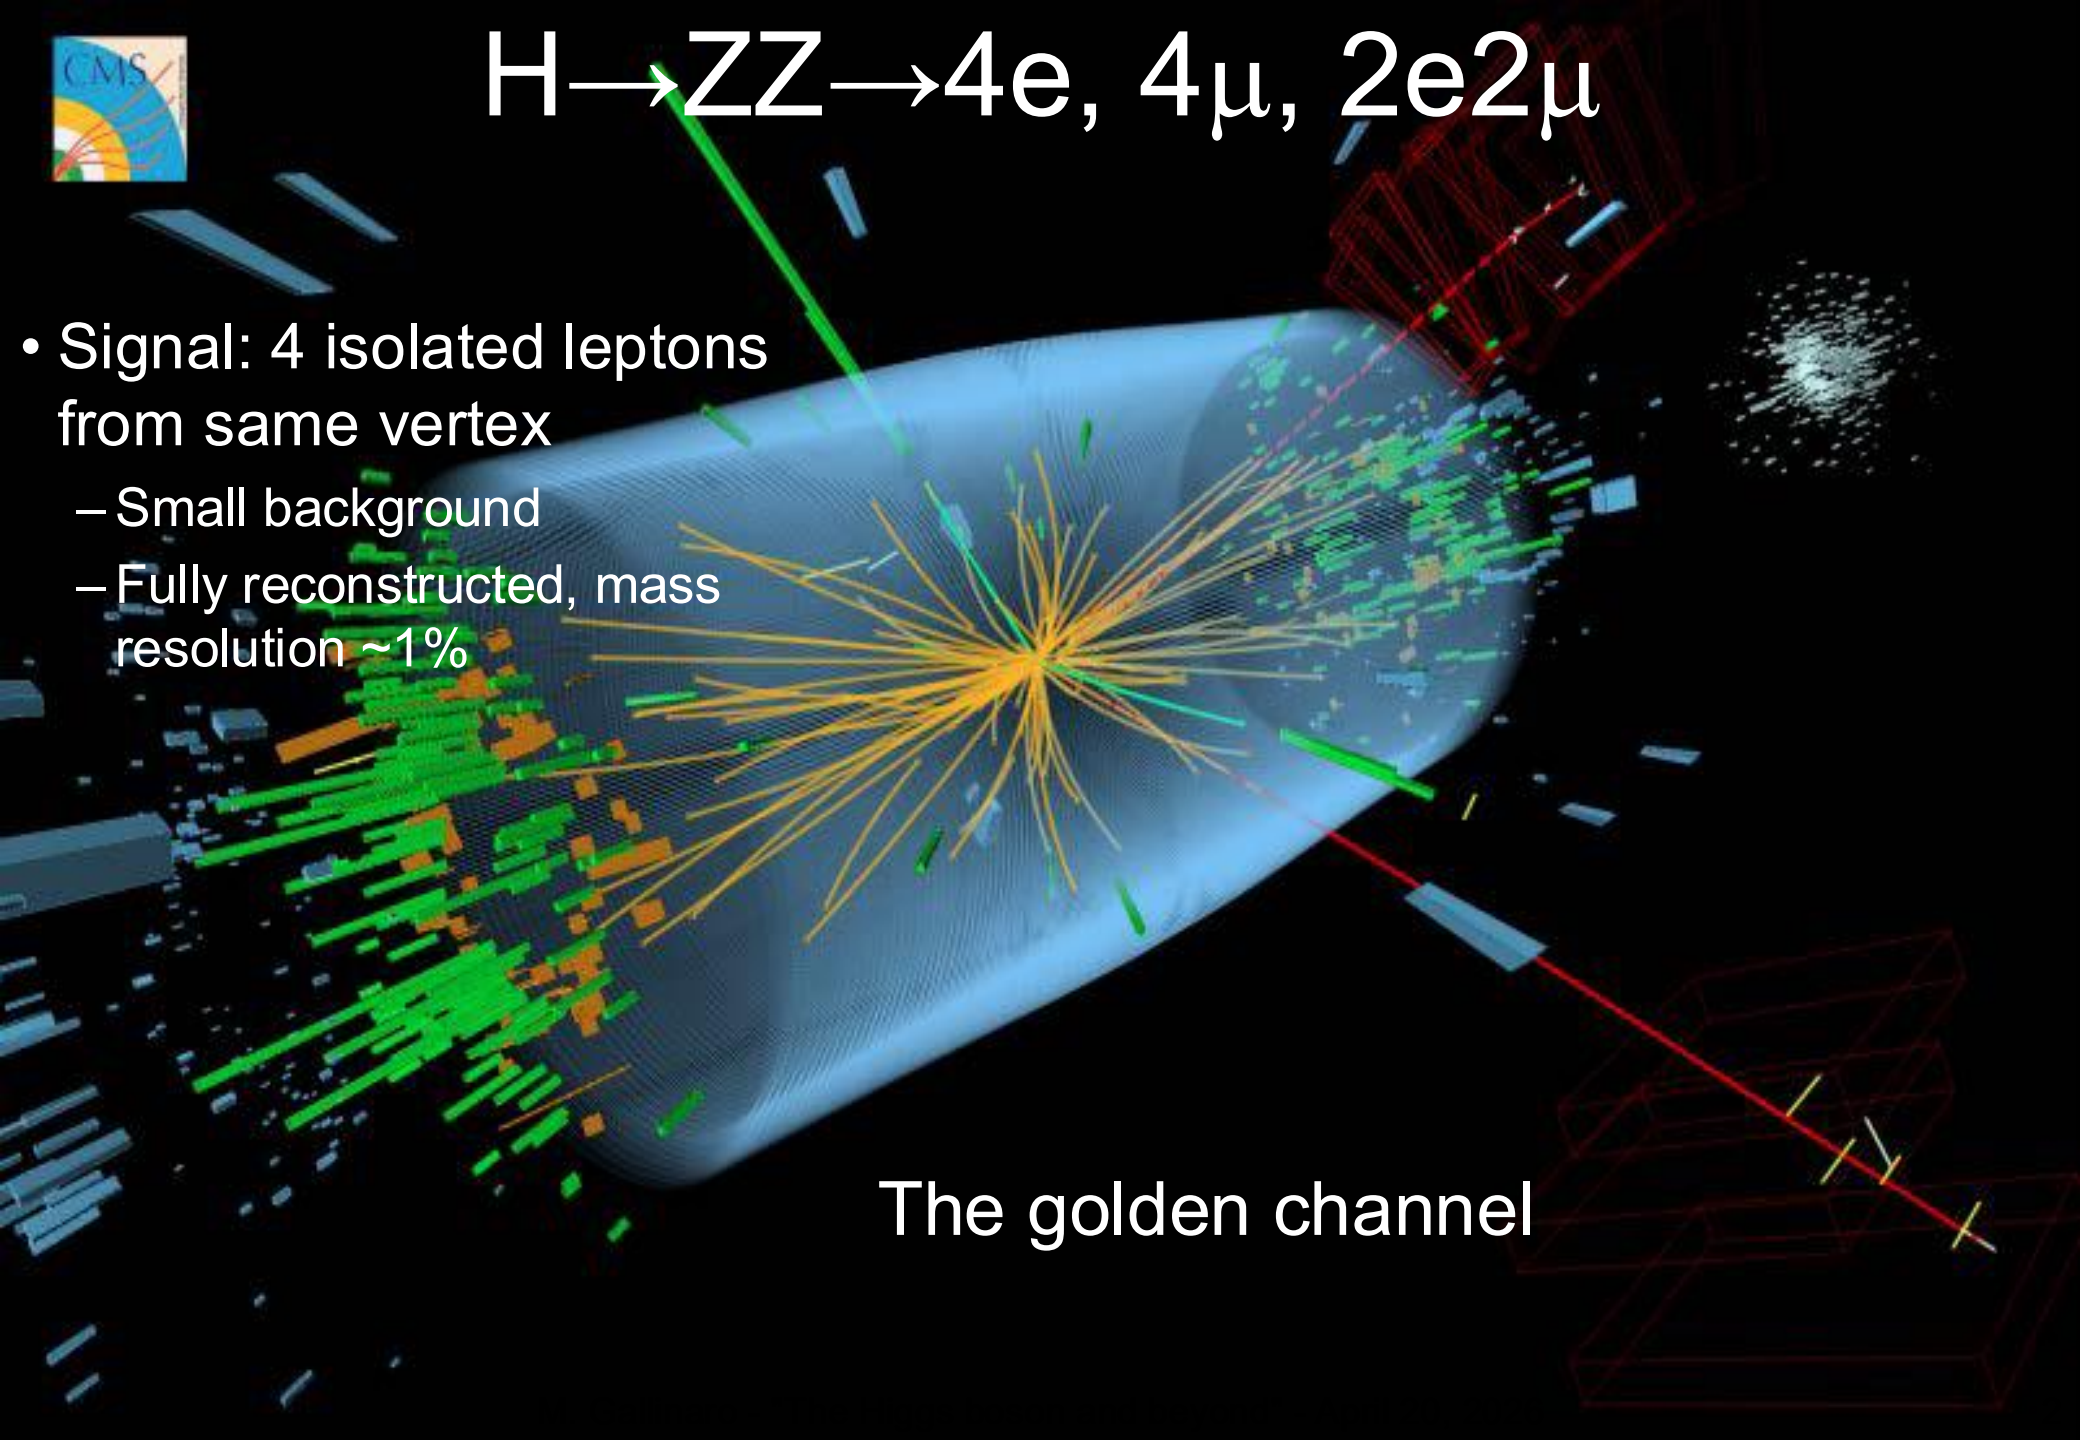 CMS
H→ZZ→4e, 4μ, 2e2μ
• Signal: 4 isolated leptons
from same vertex
– Small background
– Fully reconstructed, mass
resolution ~1%
The golden channel